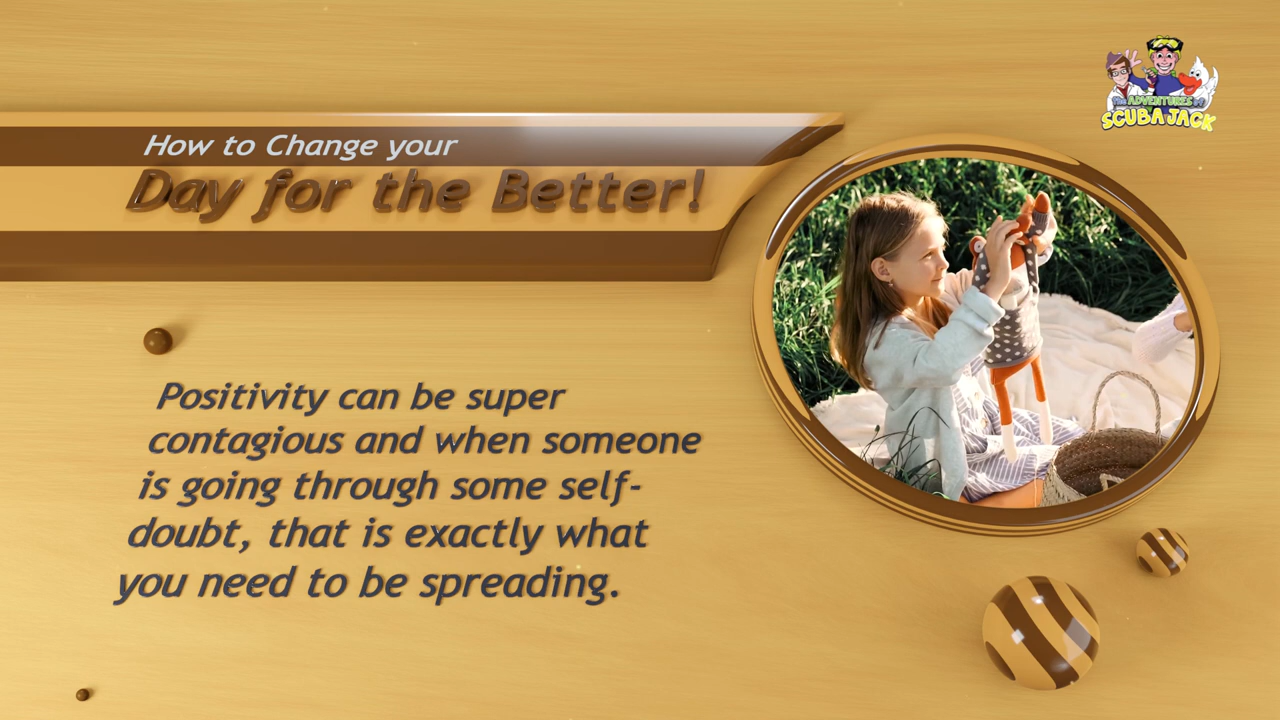 The ADVENTURES of
SCUBA JACK
How to Change your
Day for the Better!
Positivity can be super
contagious and when someone
is going through some self-
doubt, that is exactly what
you need to be spreading.